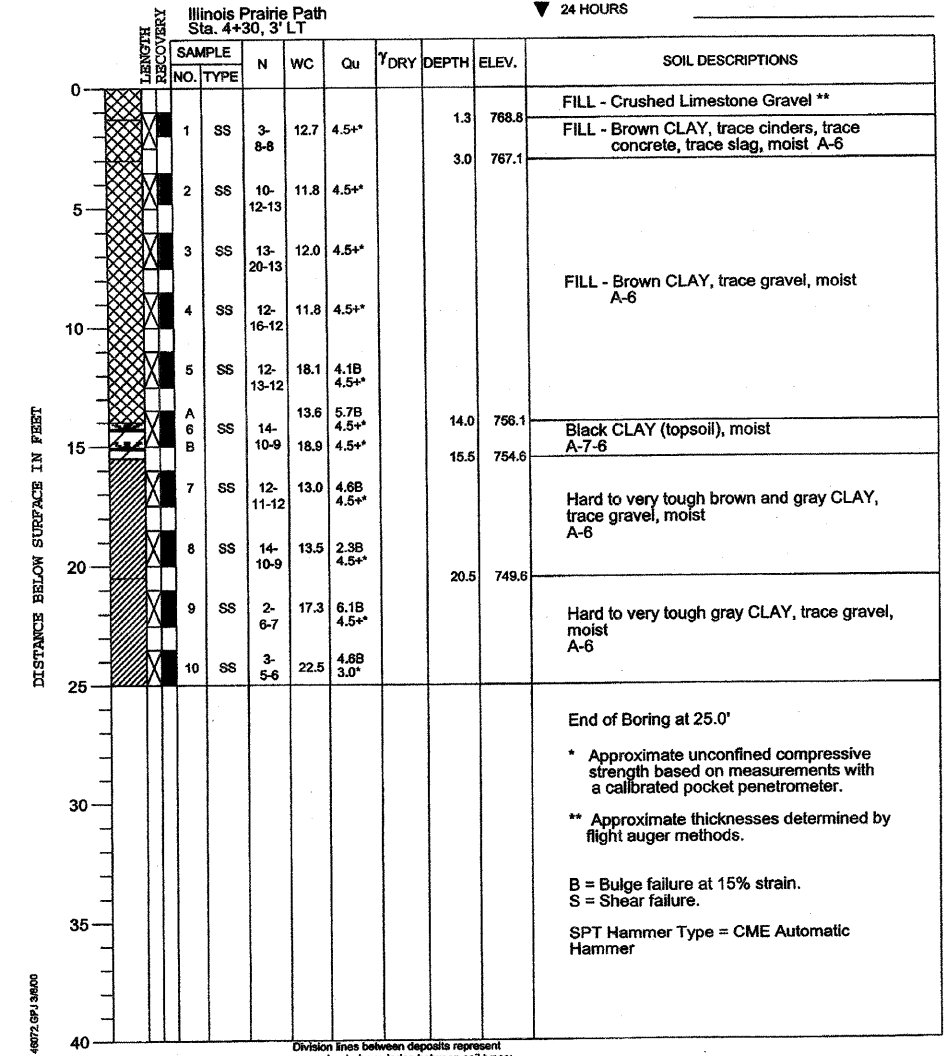 Illinois Prairie Path
Sta. 4+30, 3' LT
▼ 24 HOURS
LENGTH
RECOVERY
SAMPLE
NO. TYPE N WC Qu γDRY DEPTH ELEV. SOIL DESCRIPTIONS
0
FILL - Crushed Limestone Gravel **
1.3 768.8
1 SS 3- 12.7 4.5+*
8-8
FILL - Brown CLAY, trace cinders, trace
concrete, trace slag, moist A-6
3.0 767.1
2 SS 10- 11.8 4.5+*
12-13
5
3 SS 13- 12.0 4.5+*
20-13
FILL - Brown CLAY, trace gravel, moist
A-6
4 SS 12- 11.8 4.5+*
16-12
10
5 SS 12- 18.1 4.1B
13-12 4.5+*
A 13.6 5.7B
14.0 756.1
6 SS 14- 4.5+*
B 10-9 18.9 4.5+*
Black CLAY (topsoil), moist
A-7-6
15
15.5 754.6
7 SS 12- 13.0 4.6B
11-12 4.5+*
Hard to very tough brown and gray CLAY,
trace gravel, moist
A-6
8 SS 14- 13.5 2.3B
10-9 4.5+*
20
20.5 749.6
9 SS 2- 17.3 6.1B
6-7 4.5+*
Hard to very tough gray CLAY, trace gravel,
moist
A-6
10 SS 3- 22.5 4.6B
5-6 3.0*
25
End of Boring at 25.0'
* Approximate unconfined compressive
strength based on measurements with
a calibrated pocket penetrometer.
30
** Approximate thicknesses determined by
flight auger methods.
B = Bulge failure at 15% strain.
S = Shear failure.
35
SPT Hammer Type = CME Automatic
Hammer
40
DISTANCE BELOW SURFACE IN FEET
46072.GPJ 3/8/00
Division lines between deposits represent